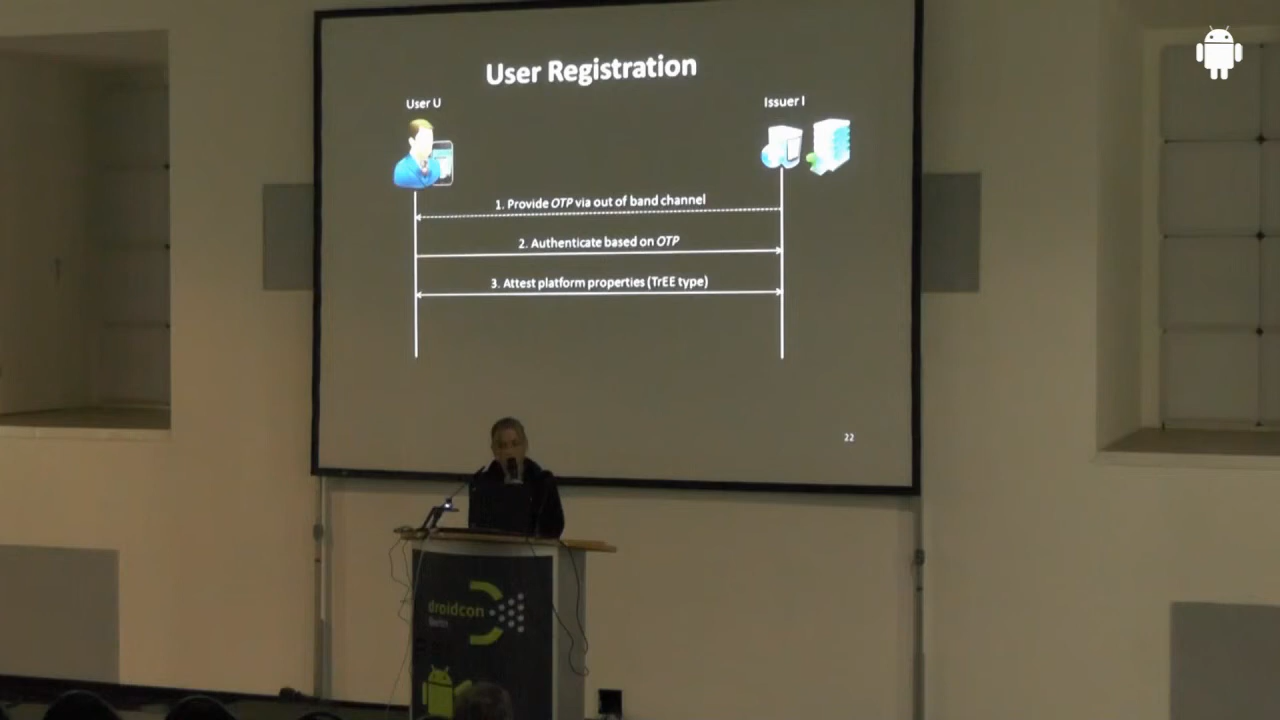 User Registration
User U
Issuer I
1. Provide OTP via out of band channel
2. Authenticate based on OTP
3. Attest platform properties (TrEE type)
22
droidcon
Berlin